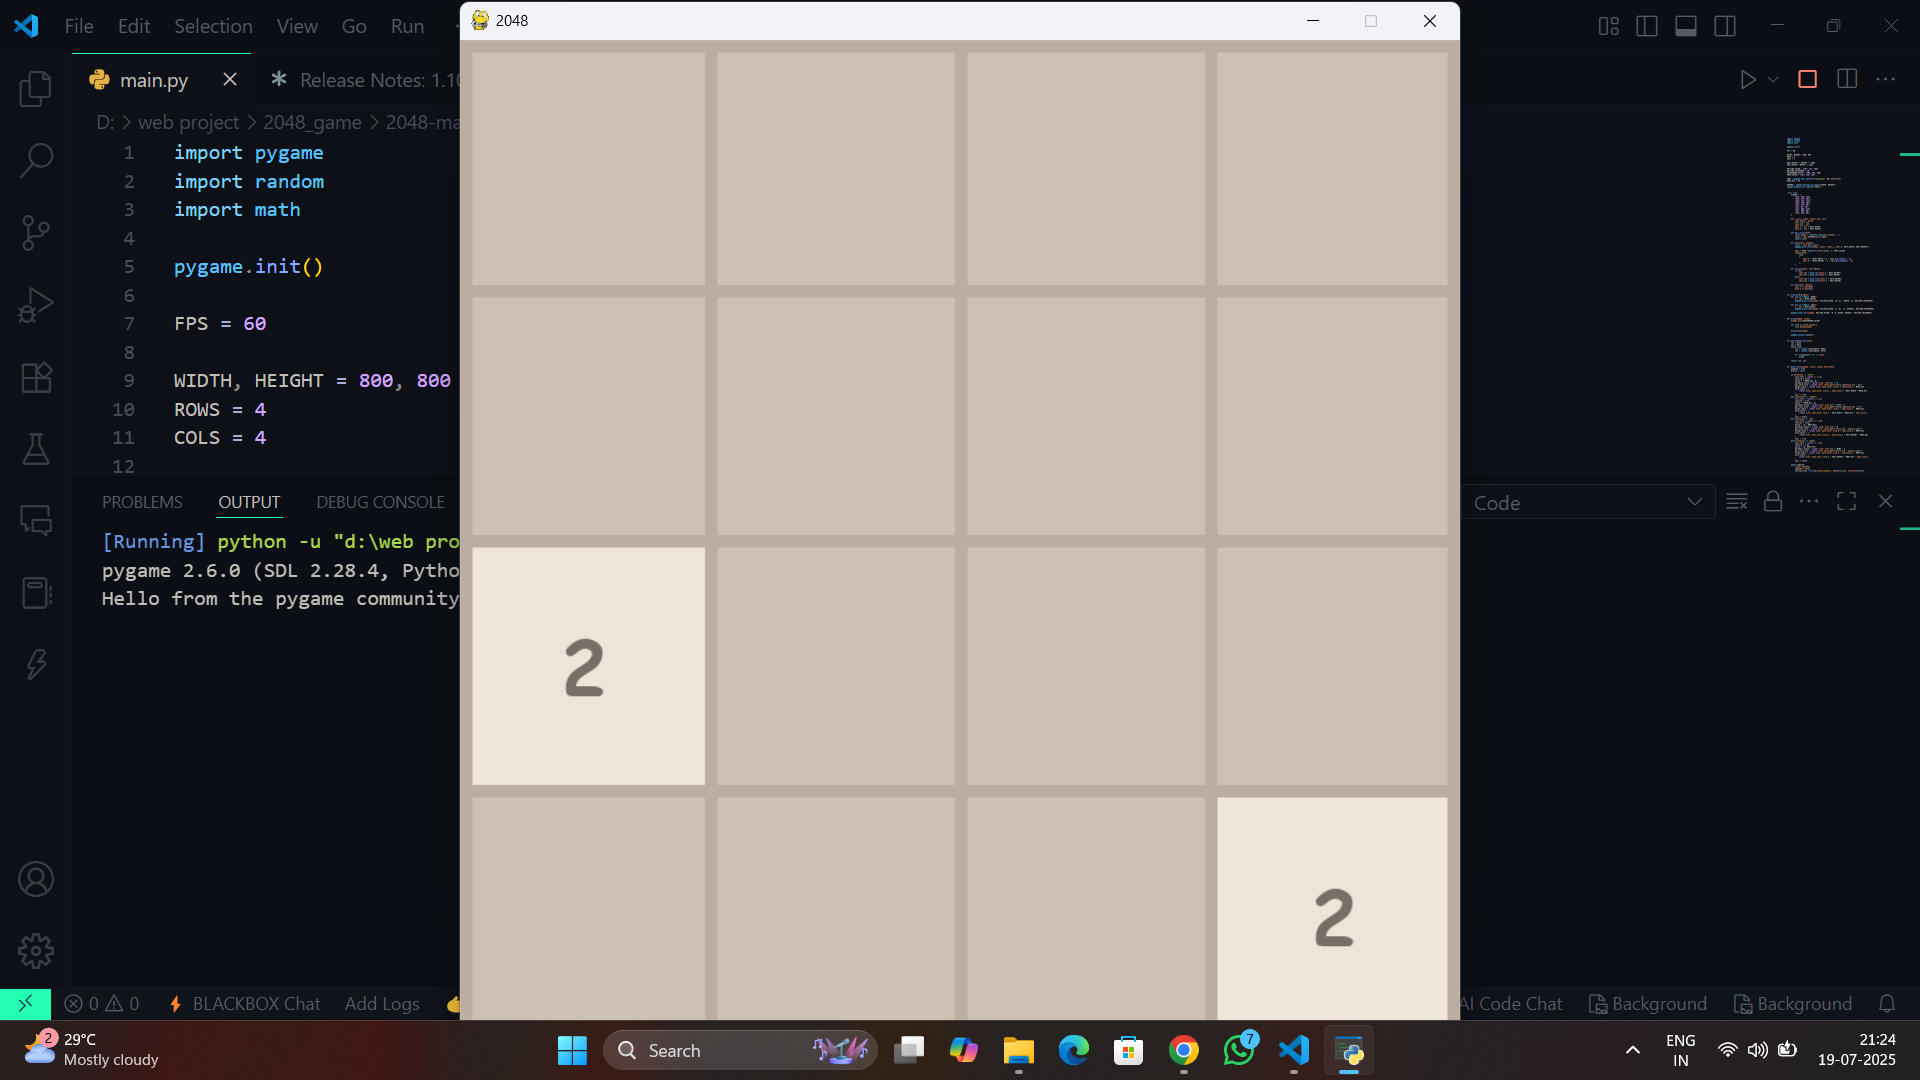 File Edit Selection View Go Run
2048
main.py
Release Notes: 1.10
D: > web project > 2048_game > 2048-ma
1 import pygame
2 import random
3 import math
4
5 pygame.init()
6
7 FPS = 60
8
9 WIDTH, HEIGHT = 800, 800
10 ROWS = 4
11 COLS = 4
12
PROBLEMS OUTPUT DEBUG CONSOLE
Code
[Running] python -u "d:\web pro
pygame 2.6.0 (SDL 2.28.4, Pytho
Hello from the pygame community
2
2
0 0 BLACKBOX Chat Add Logs
AI Code Chat Background Background
2
29°C
Mostly cloudy
Search
7
ENG
IN
21:24
19-07-2025